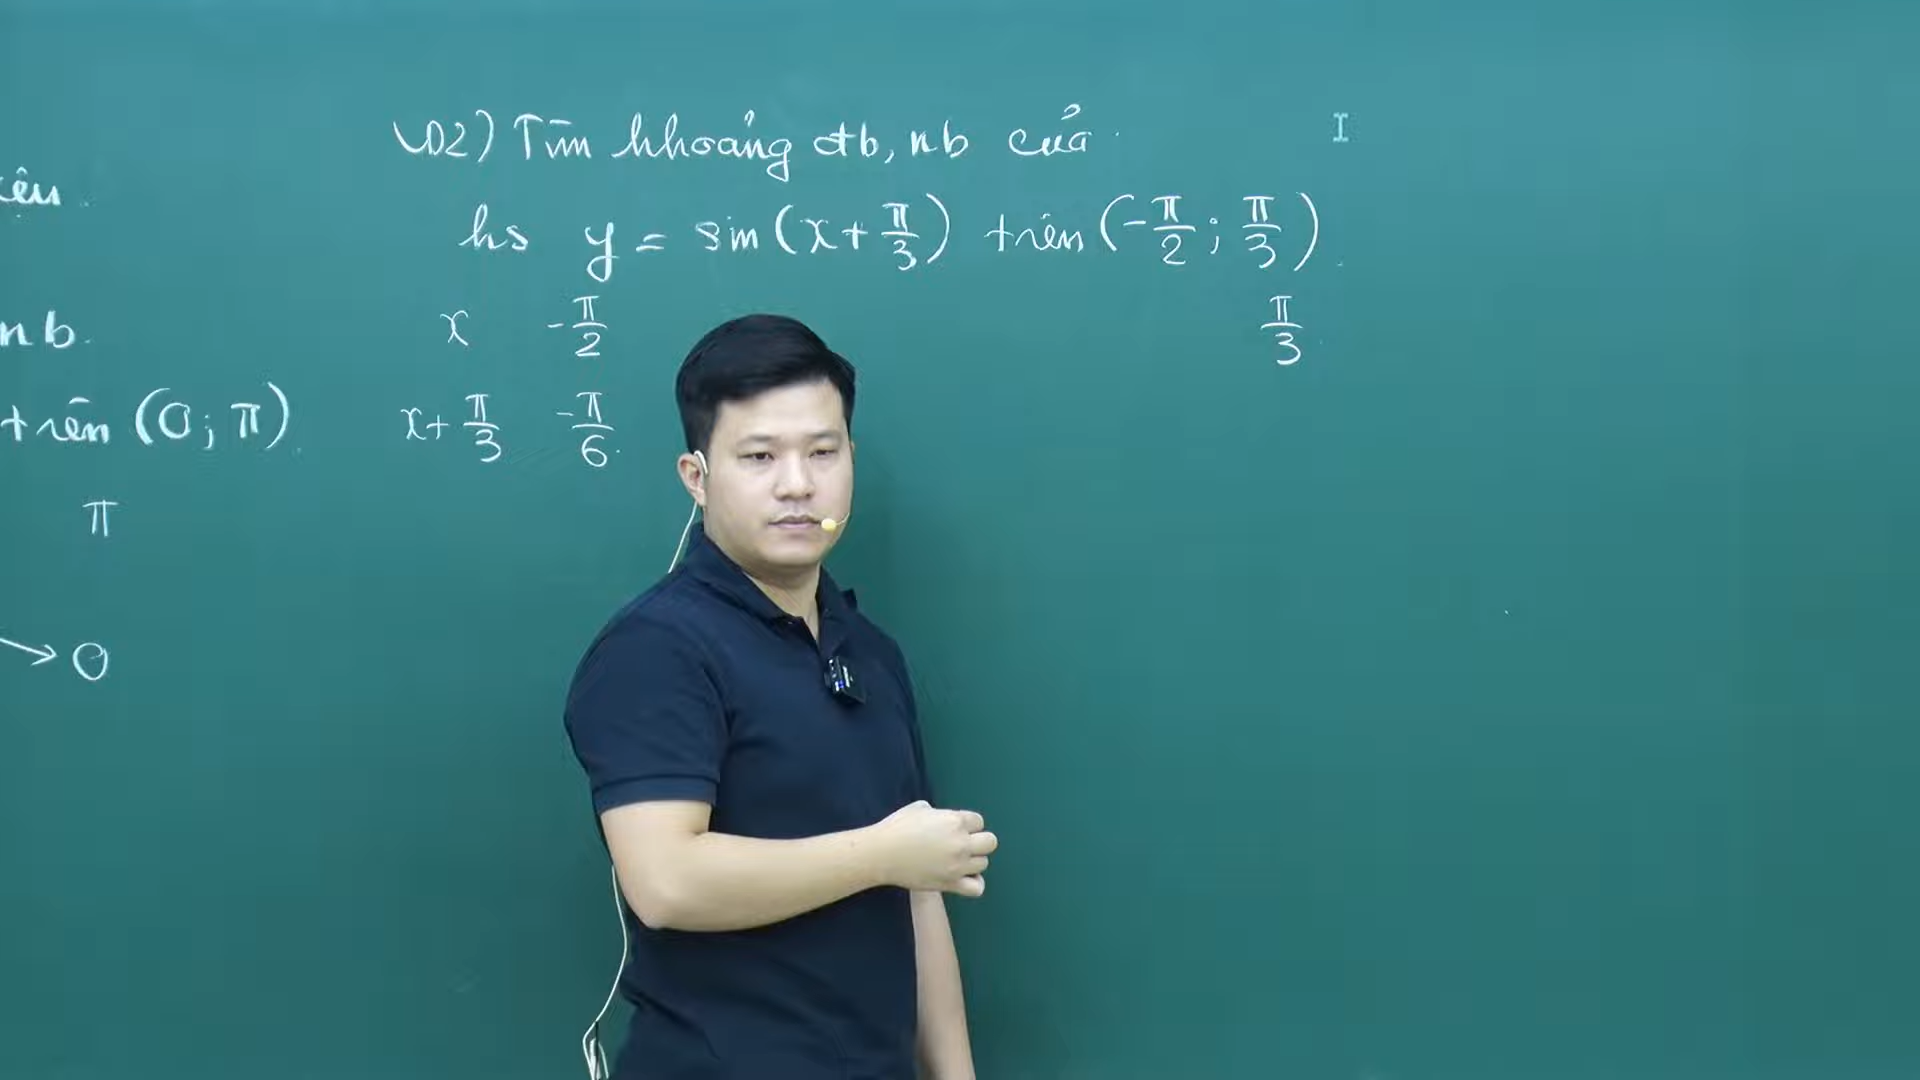 nb.
trên (0; π)
π
→ 0
VD2) Tìm khoảng đb, nb của
hs y = sin(x + π/3) trên (-π/2; π/3)
x -π/2 π/3
x + π/3 -π/6